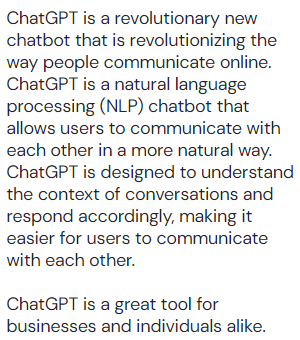 ChatGPT is a revolutionary new
chatbot that is revolutionizing the
way people communicate online.
ChatGPT is a natural language
processing (NLP) chatbot that
allows users to communicate with
each other in a more natural way.
ChatGPT is designed to understand
the context of conversations and
respond accordingly, making it
easier for users to communicate
with each other.

ChatGPT is a great tool for
businesses and individuals alike.